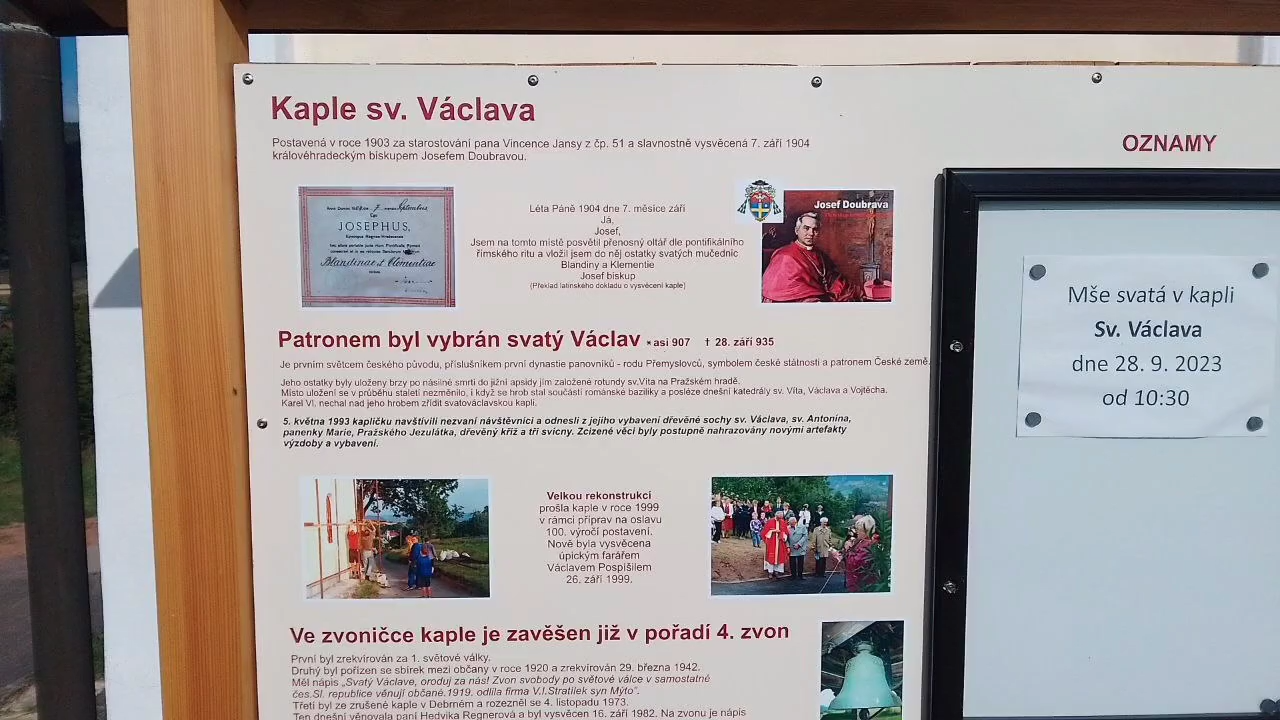 Kaple sv. Václava
Postavená v roce 1903 za starostování pana Vincence Jansy z čp. 51 a slavnostně vysvěcená 7. září 1904
královéhradeckým biskupem Josefem Doubravou.
JOSEPHUS,
Blandinae et Clementiae
Léta Páně 1904 dne 7. měsíce září
Já,
Josef,
Jsem na tomto místě posvětil přenosný oltář dle pontifikálního
římského ritu a vložil jsem do něj ostatky svatých mučednic
Blandiny a Klementie
Josef biskup
(Překlad latinského dokladu o vysvěcení kaple)
Josef Doubrava
Patronem byl vybrán svatý Václav * asi 907 † 28. září 935
Je prvním světcem českého původu, příslušníkem první dynastie panovníků - rodu Přemyslovců, symbolem české státnosti a patronem České země.
Jeho ostatky byly uloženy brzy po násilné smrti do jižní apsidy jím založené rotundy sv.Víta na Pražském hradě.
Místo uložení se v průběhu staletí nezměnilo, i když se hrob stal součástí románské baziliky a posléze dnešní katedrály sv. Víta, Václava a Vojtěcha.
Karel VI. nechal nad jeho hrobem zřídit svatováclavskou kapli.
5. května 1993 kapličku navštívili nezvaní návštěvníci a odnesli z jejího vybavení dřevěné sochy sv. Václava, sv. Antonína,
panenky Marie, Pražského Jezulátka, dřevěný kříž a tři svícny. Zcizené věci byly postupně nahrazovány novými artefakty
výzdoby a vybavení.
Velkou rekonstrukci
prošla kaple v roce 1999
v rámci příprav na oslavu
100. výročí postavení.
Nově byla vysvěcena
úpickým farářem
Václavem Pospíšilem
26. září 1999.
Ve zvoničce kaple je zavěšen již v pořadí 4. zvon
První byl zrekvírován za 1. světové války.
Druhý byl pořízen se sbírek mezi občany v roce 1920 a zrekvírován 29. března 1942.
Měl nápis „Svatý Václave, oroduj za nás! Zvon svobody po světové válce v samostatné
čes.Sl. republice věnují občané.1919. odlila firma V.I.Stratílek syn Mýto".
Třetí byl ze zrušené kaple v Debrném a rozezněl se 4. listopadu 1973.
Ten dnešní věnovala paní Hedvika Regnerová a byl vysvěcen 16. září 1982. Na zvonu je nápis
OZNAMY
Mše svatá v kapli
Sv. Václava
dne 28. 9. 2023
od 10:30